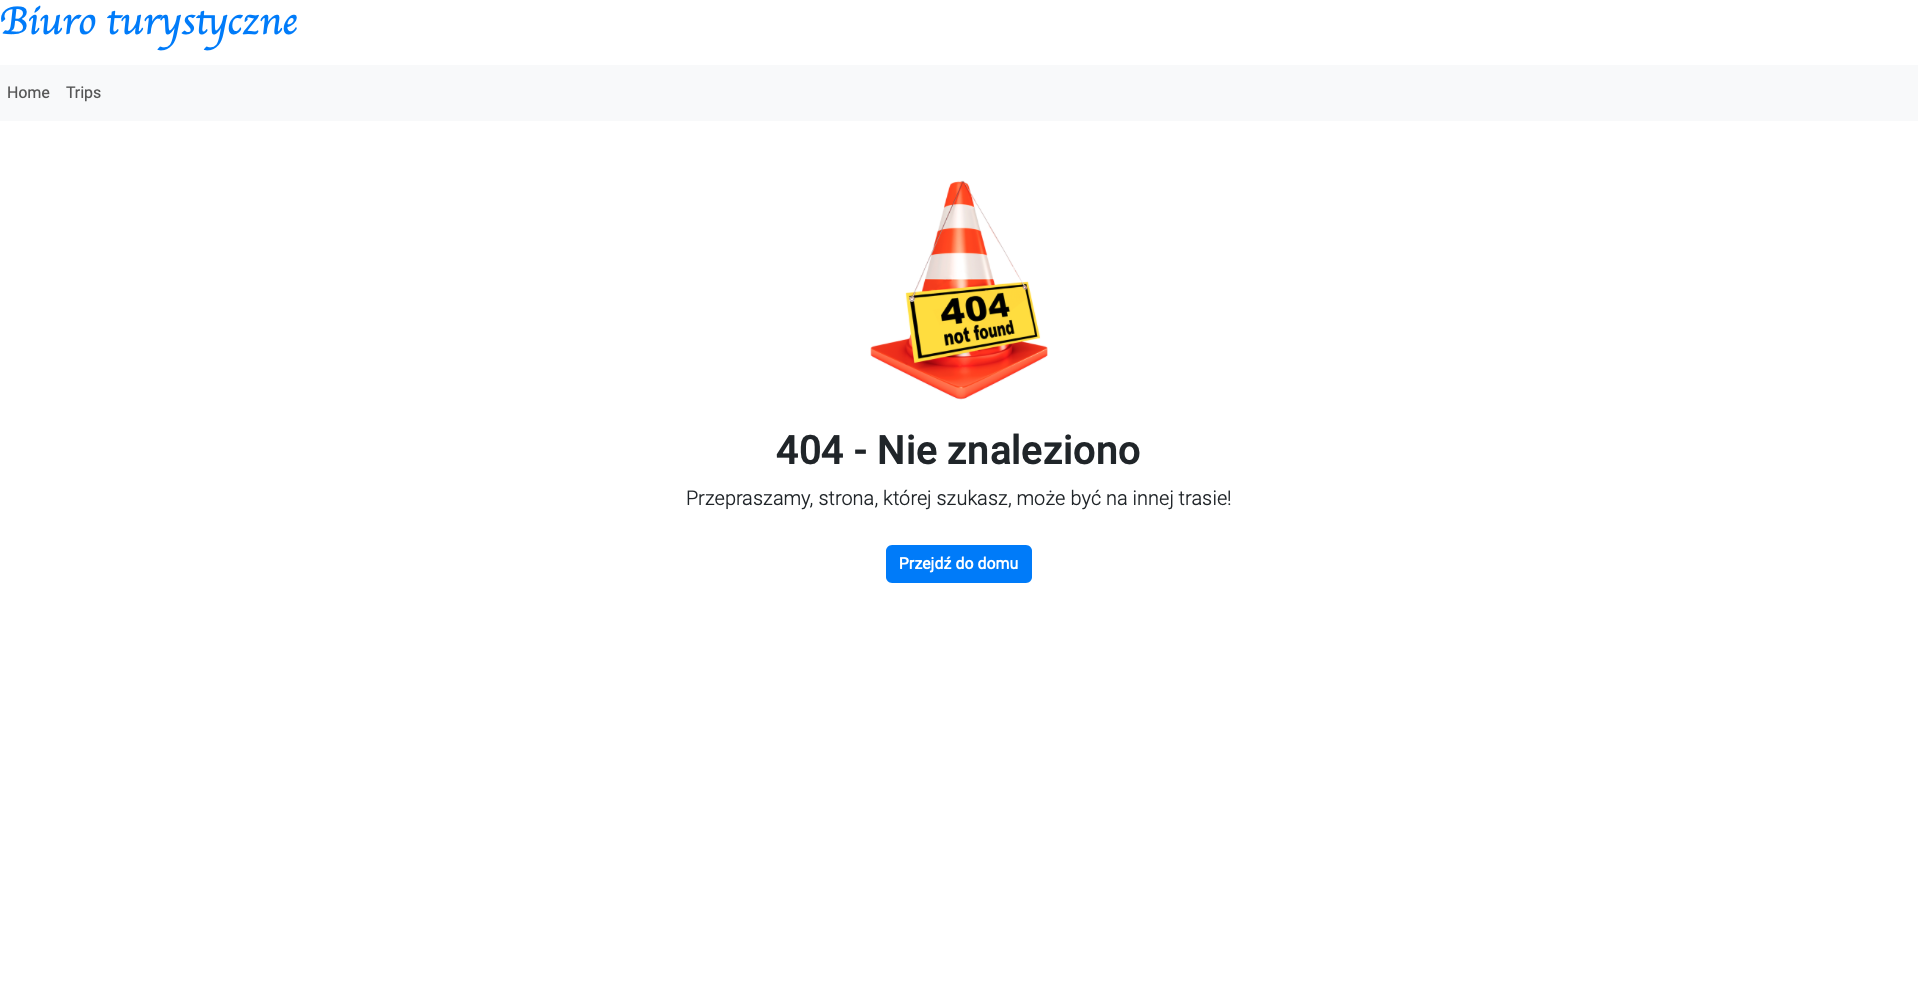 Biuro turystyczne
Home Trips
404
not found
404 - Nie znaleziono
Przepraszamy, strona, której szukasz, może być na innej trasie!
Przejdź do domu